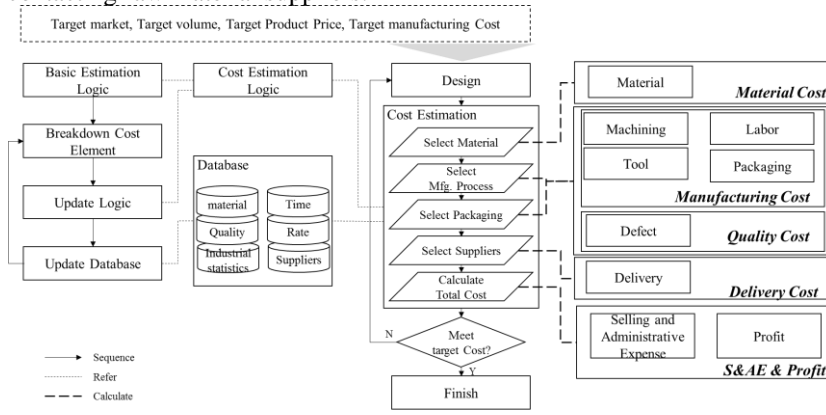 Target market, Target volume, Target Product Price, Target manufacturing Cost
Basic Estimation
Logic
Breakdown Cost
Element
Update Logic
Update Database
Cost Estimation
Logic
Database
material
Time
Quality
Rate
Industrial
statistics
Suppliers
Design
Cost Estimation
Select Material
Select
Mfg. Process
Select Packaging
Select Suppliers
Calculate
Total Cost
N
Meet
target Cost?
Y
Finish
Material
Material Cost
Machining
Labor
Tool
Packaging
Manufacturing Cost
Defect
Quality Cost
Delivery
Delivery Cost
Selling and
Administrative
Expense
Profit
S&AE & Profit
Sequence
Refer
Calculate